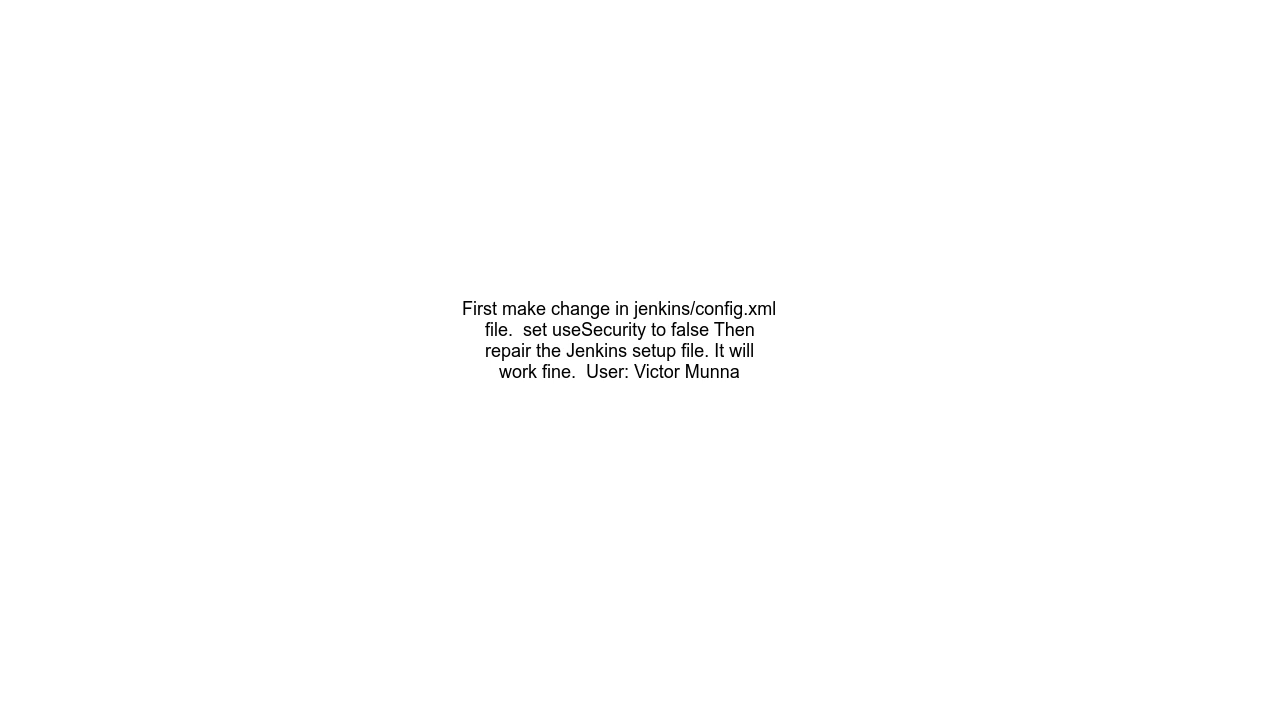 First make change in jenkins/config.xml
file.  set useSecurity to false Then
repair the Jenkins setup file. It will
work fine.  User: Victor Munna